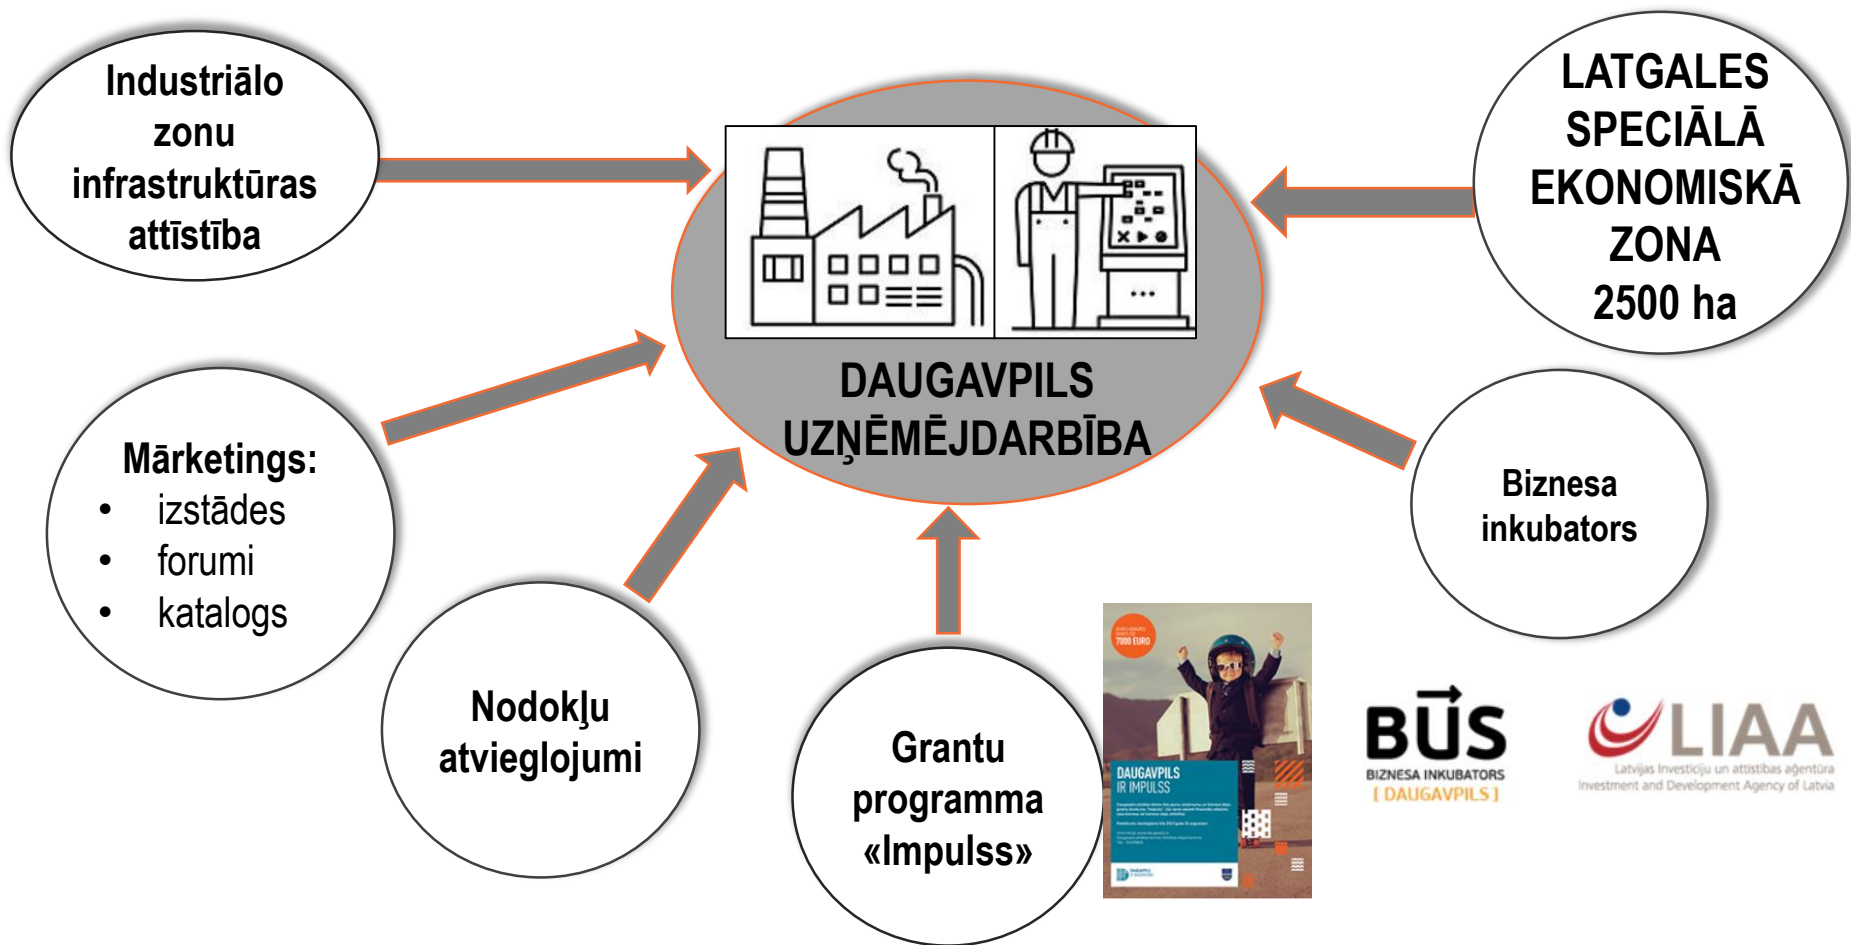 Industriālo
zonu
infrastruktūras
attīstība
LATGALES
SPECIĀLĀ
EKONOMISKĀ
ZONA
2500 ha
DAUGAVPILS
UZŅĒMĒJDARBĪBA
Mārketings:
• izstādes
• forumi
• katalogs
Biznesa
inkubators
Nodokļu
atvieglojumi
Grantu
programma
«Impulss»
7000 EURO
DAUGAVPILS
IR IMPULSS
BŪS
BIZNESA INKUBATORS
[ DAUGAVPILS ]
LIAA
Latvijas Investīciju un attīstības aģentūra
Investment and Development Agency of Latvia